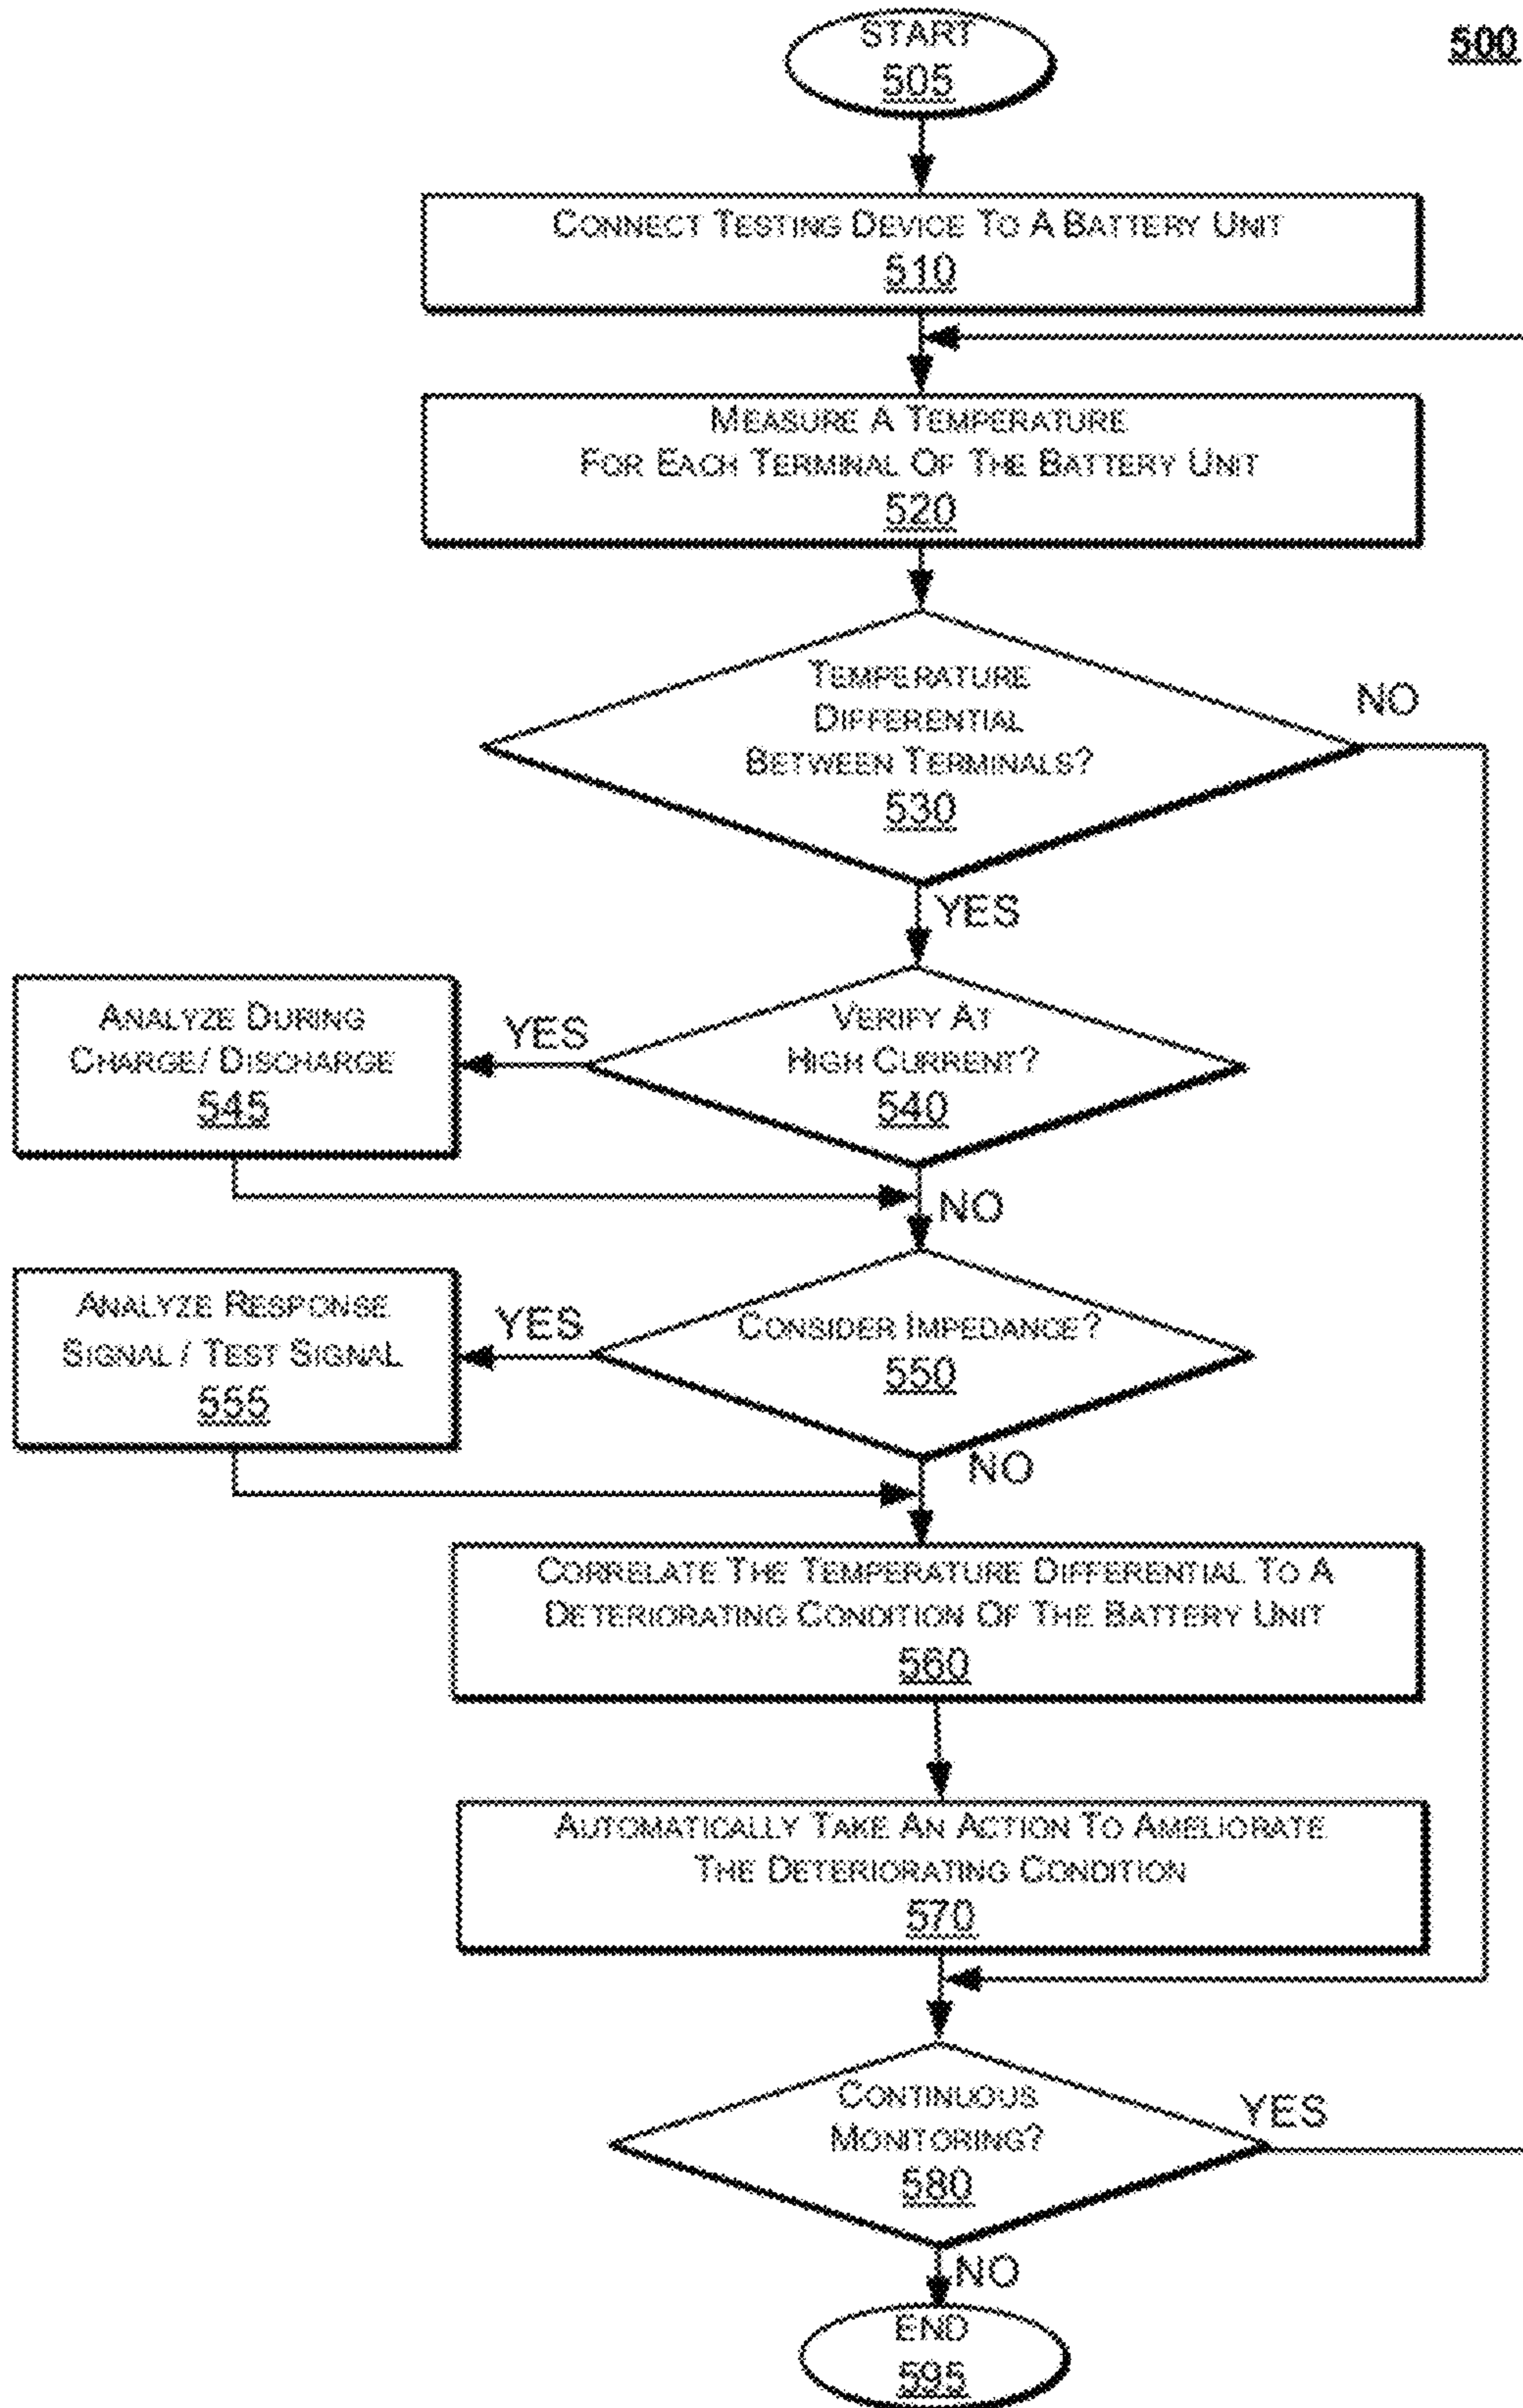 START
505
500
CONNECT TESTING DEVICE TO A BATTERY UNIT
510
MEASURE A TEMPERATURE
FOR EACH TERMINAL OF THE BATTERY UNIT
520
TEMPERATURE
DIFFERENTIAL
BETWEEN TERMINALS?
530
NO
YES
VERIFY AT
HIGH CURRENT?
540
YES
ANALYZE DURING
CHARGE/ DISCHARGE
545
NO
CONSIDER IMPEDANCE?
550
YES
ANALYZE RESPONSE
SIGNAL / TEST SIGNAL
555
NO
CORRELATE THE TEMPERATURE DIFFERENTIAL TO A
DETERIORATING CONDITION OF THE BATTERY UNIT
560
AUTOMATICALLY TAKE AN ACTION TO AMELIORATE
THE DETERIORATING CONDITION
570
CONTINUOUS
MONITORING?
580
YES
NO
END
595